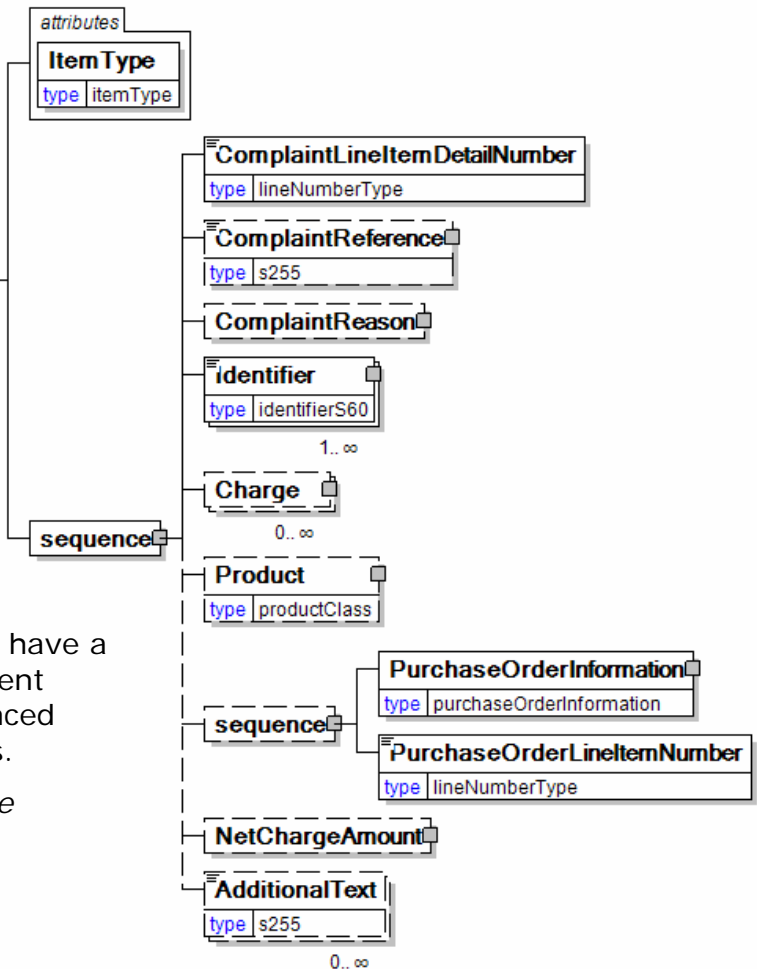 attributes
ItemType
type itemType
ComplaintLineItemDetailNumber
type lineNumberType
ComplaintReference
type s255
ComplaintReason
Identifier
type identifierS60
1.. ∞
Charge
0.. ∞
sequence
Product
type productClass
have a
ent
nced
s.
e
sequence
PurchaseOrderInformation
type purchaseOrderInformation
PurchaseOrderLineItemNumber
type lineNumberType
NetChargeAmount
AdditionalText
type s255
0.. ∞